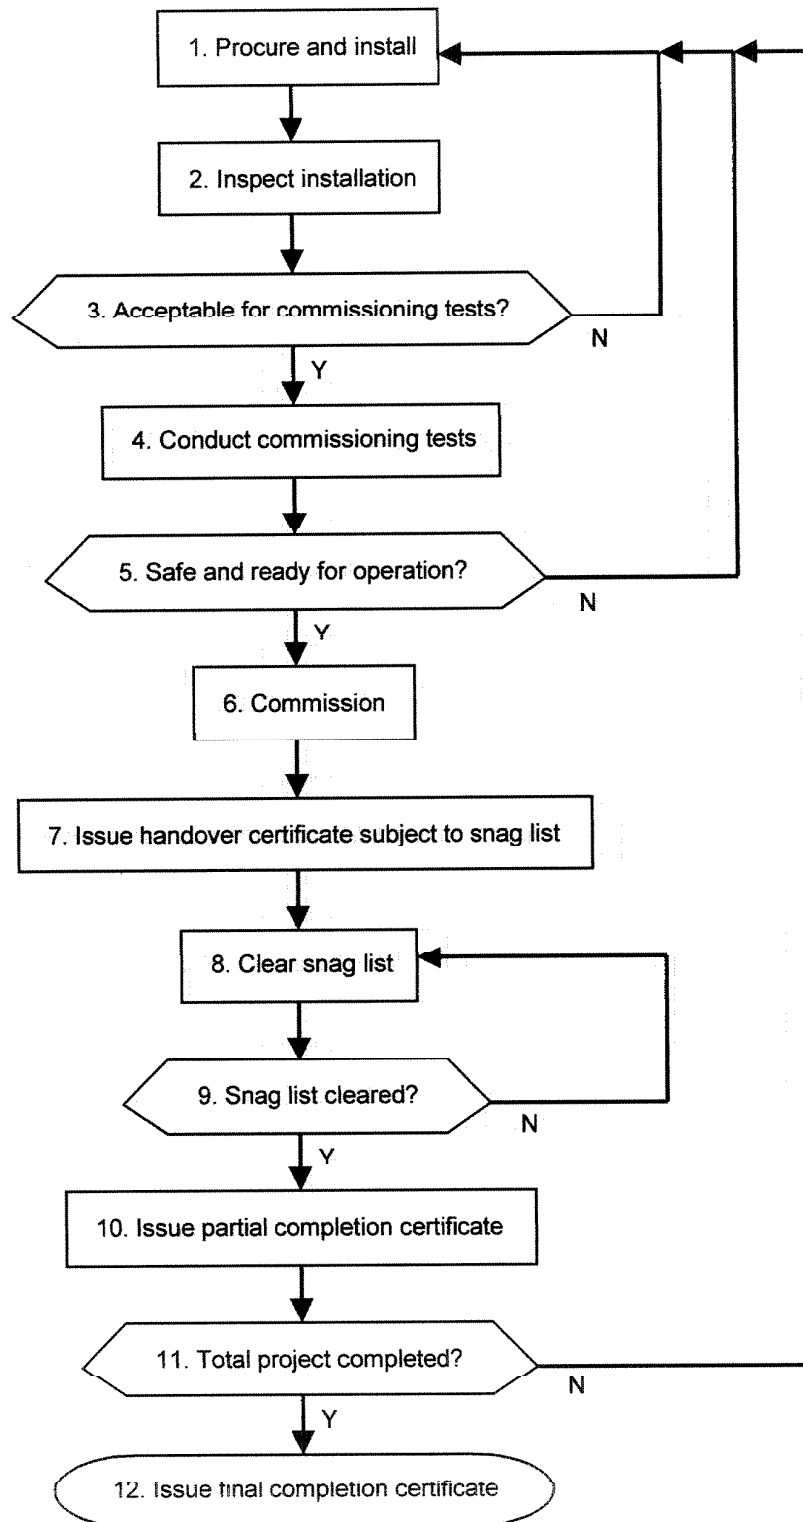 1. Procure and install
2. Inspect installation
3. Acceptable for commissioning tests?
N
Y
4. Conduct commissioning tests
5. Safe and ready for operation?
N
Y
6. Commission
7. Issue handover certificate subject to snag list
8. Clear snag list
9. Snag list cleared?
N
Y
10. Issue partial completion certificate
11. Total project completed?
N
Y
12. Issue final completion certificate